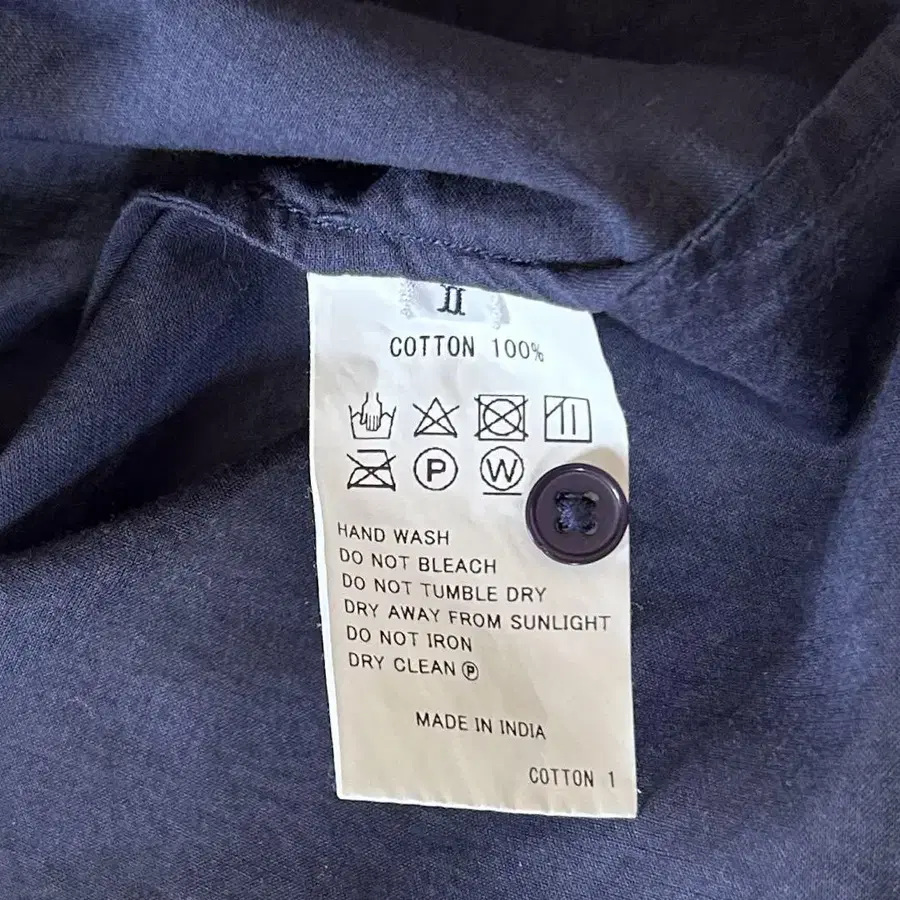 II
COTTON 100%
P W
HAND WASH
DO NOT BLEACH
DO NOT TUMBLE DRY
DRY AWAY FROM SUNLIGHT
DO NOT IRON
DRY CLEAN Ⓟ
MADE IN INDIA
COTTON 1